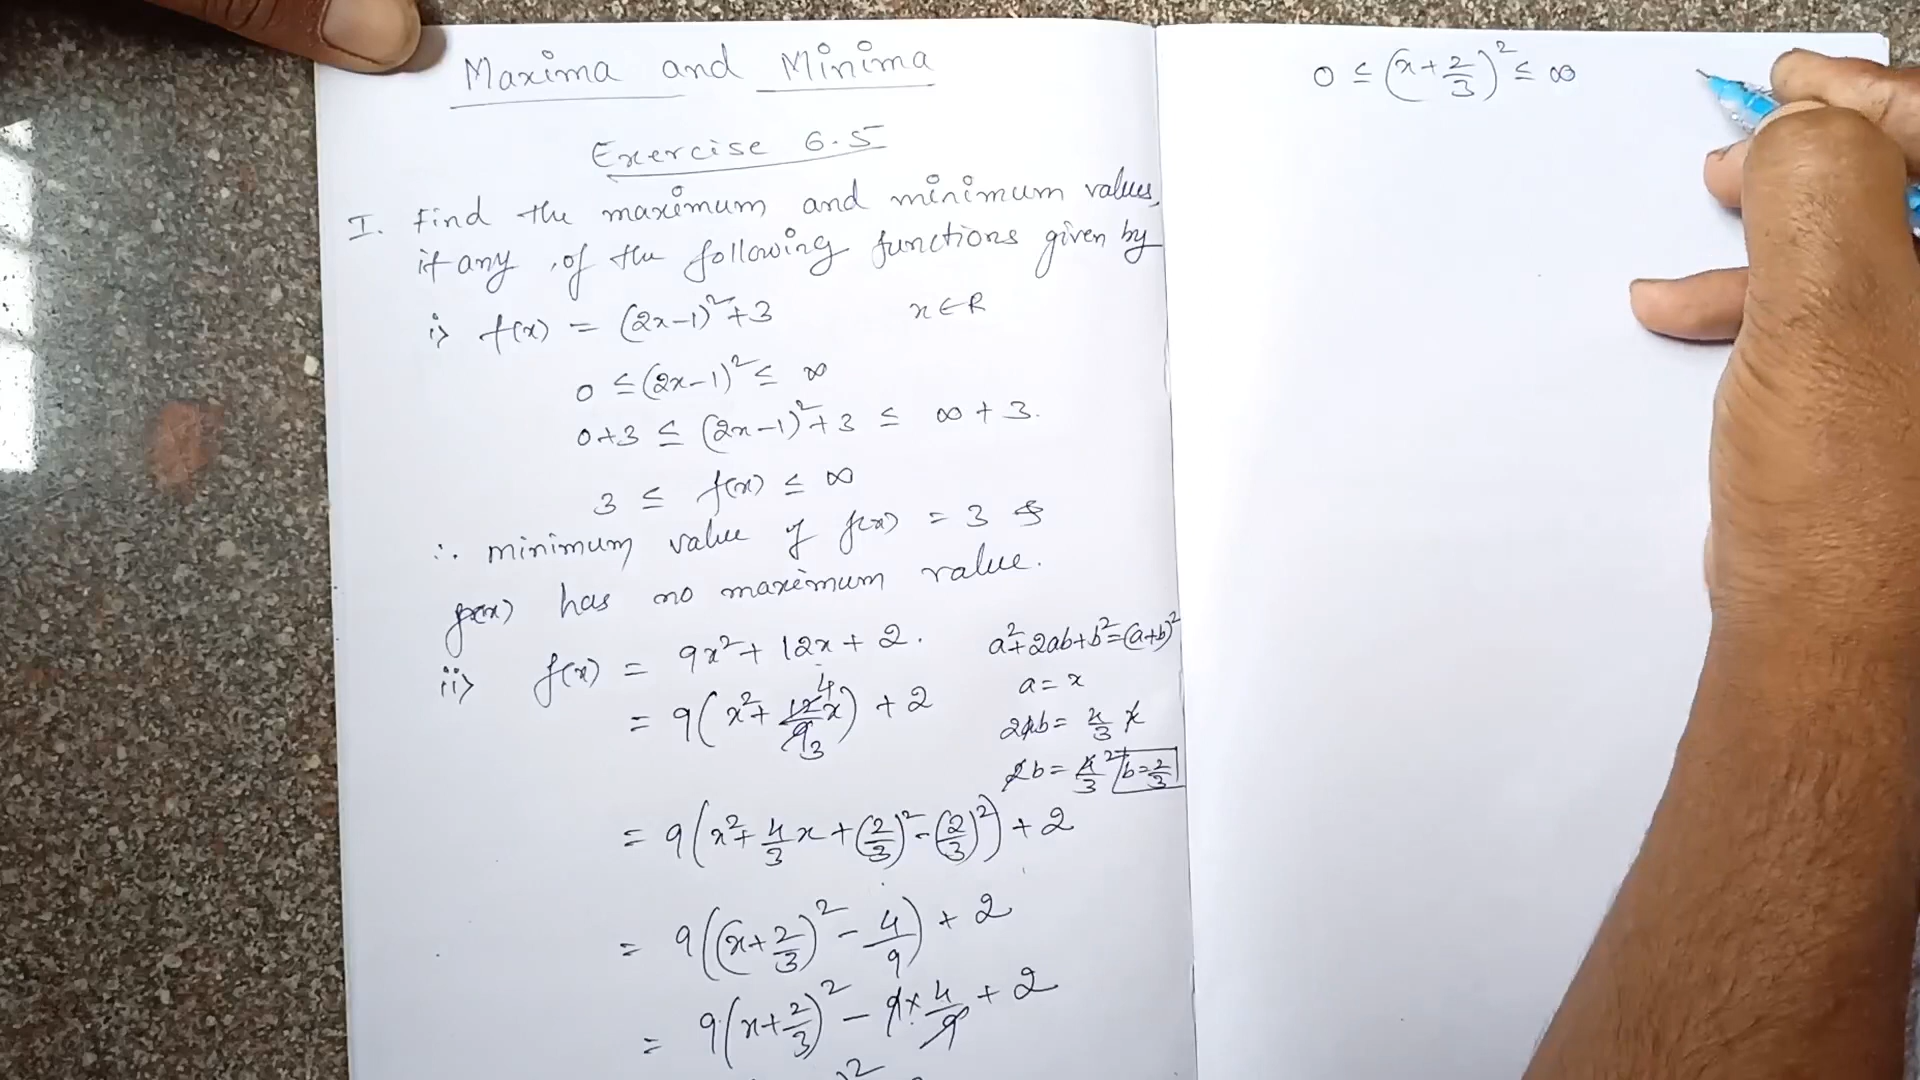 Maxima and Minima
Exercise 6.5
I. Find the maximum and minimum values,
if any, of the following functions given by
i> f(x) = (2x-1)²+3 x∈R
0 ≤ (2x-1)² ≤ ∞
0+3 ≤ (2x-1)²+3 ≤ ∞+3.
3 ≤ f(x) ≤ ∞
∴ minimum value of f(x) = 3 &
f(x) has no maximum value.
ii> f(x) = 9x²+12x+2.
= 9(x²+12/9 x)+2
4
3
a²+2ab+b²=(a+b)²
a=x
2ab=4/3 x
2b=4/3 2 b=2/3
= 9(x²+4/3 x+(2/3)²-(2/3)²)+2
= 9((x+2/3)²-4/9)+2
= 9(x+2/3)²-9×4/9+2
0 ≤ (x+2/3)² ≤ ∞